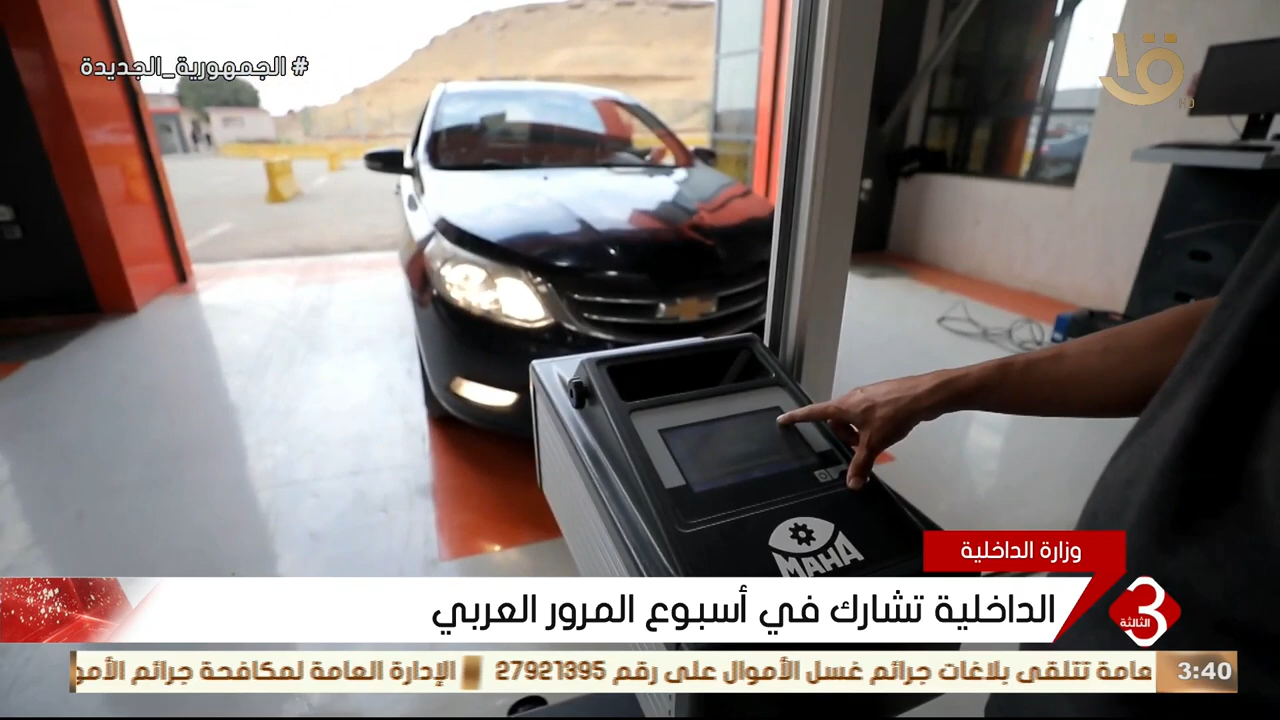 # الجمهورية_الجديدة
HD
MAHA
وزارة الداخلية
الداخلية تشارك في أسبوع المرور العربي
3 الثالثة
3:40 عامة تتلقى بلاغات جرائم غسل الأموال على رقم 27921395 الإدارة العامة لمكافحة جرائم الأمو